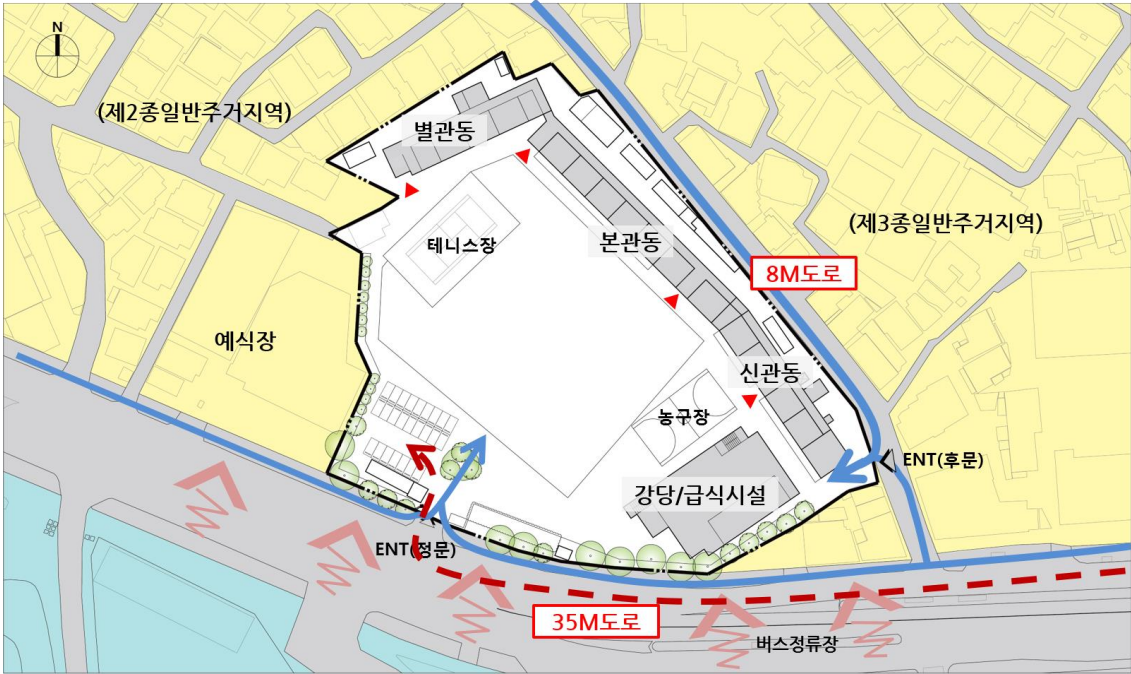 N
(제2종일반주거지역)
별관동
테니스장
본관동
(제3종일반주거지역)
8M도로
예식장
신관동
농구장
ENT(후문)
강당/급식시설
ENT(정문)
35M도로
버스정류장